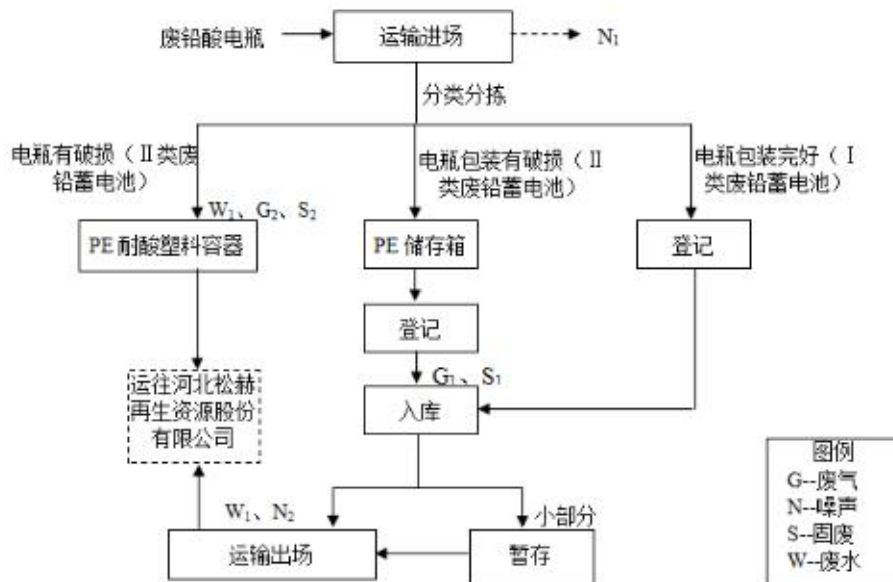 废铅酸电瓶
运输进场
N₁
分类分拣
电瓶有破损（Ⅱ类废
铅蓄电池）
电瓶包装有破损（Ⅱ
类废铅蓄电池）
电瓶包装完好（Ⅰ
类废铅蓄电池）
W₁、G₂、S₂
PE 耐酸塑料容器
PE 储存箱
登记
登记
G₁、S₁
入库
运往河北松赫
再生资源股份
有限公司
W₁、N₂
小部分
运输出场
暂存
图例
G--废气
N--噪声
S--固废
W--废水